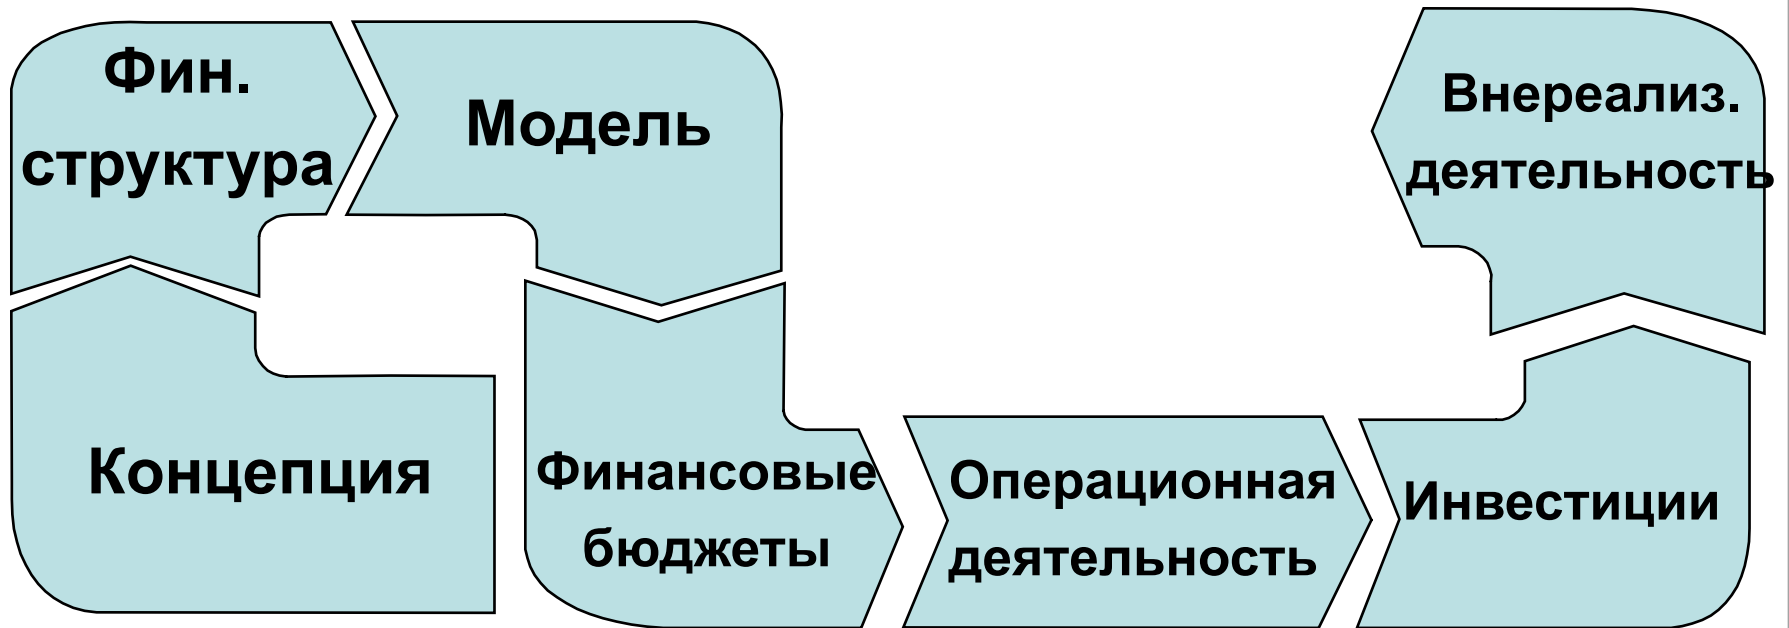 Фин.
структура
Модель
Внереализ.
деятельность
Концепция
Финансовые
бюджеты
Операционная
деятельность
Инвестиции